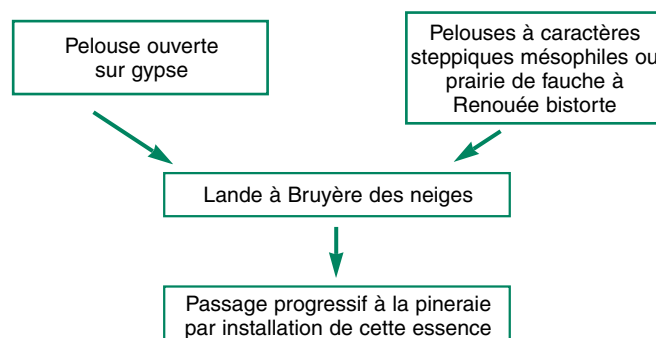 Pelouse ouverte
sur gypse
Pelouses à caractères
steppiques mésophiles ou
prairie de fauche à
Renouée bistorte
Lande à Bruyère des neiges
Passage progressif à la pineraie
par installation de cette essence